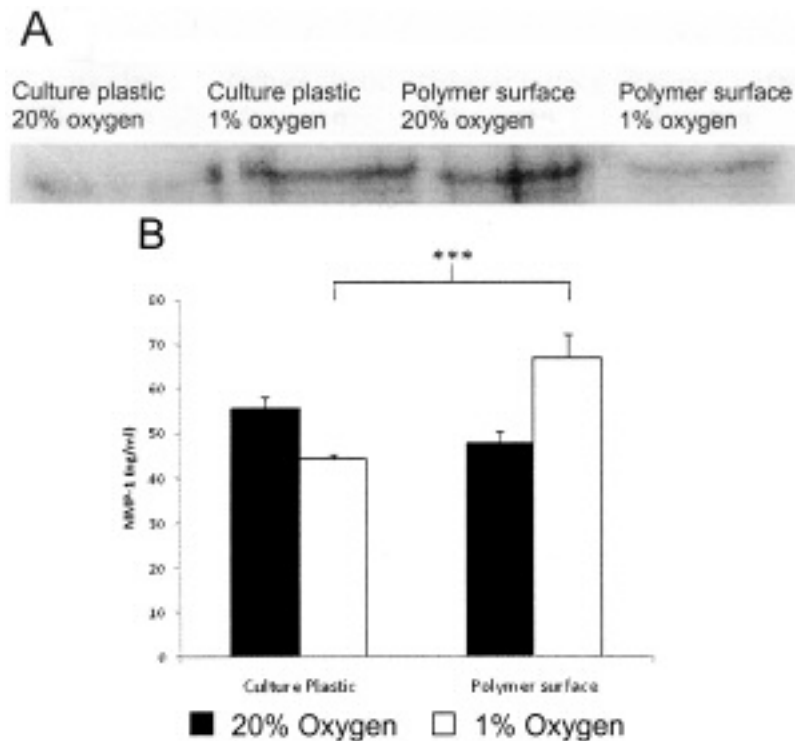 A
Culture plastic
20% oxygen
Culture plastic
1% oxygen
Polymer surface
20% oxygen
Polymer surface
1% oxygen
B
***
80
70
60
50
40
30
20
10
0
MMP-1 (ng/ml)
Culture Plastic
Polymer surface
20% Oxygen
1% Oxygen